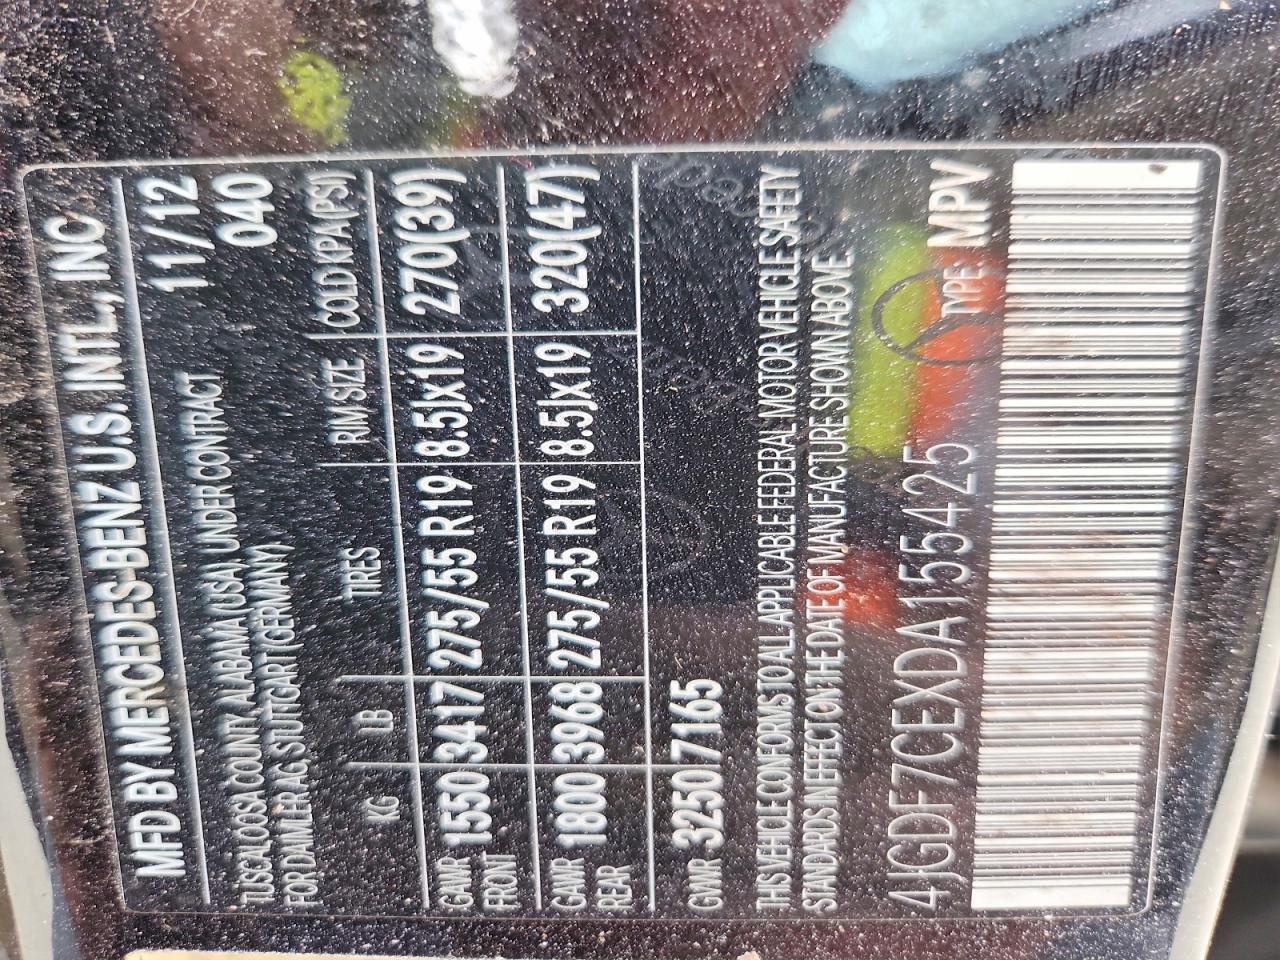 MFD BY MERCEDES-BENZ U.S. INTL., INC
11/12
TUSCALOOSA COUNTY, ALABAMA (USA), UNDER CONTRACT 040
FOR DAIMLER AG, STUTTGART (GERMANY),
KG LB TIRES RIM SIZE COLD KPA(PSI)
GAWR FRONT 1550 3417 275/55 R19 8.5Jx19 270(39)
GAWR REAR 1800 3968 275/55 R19 8.5Jx19 320(47)
GVWR 3250 7165
THIS VEHICLE CONFORMS TO ALL APPLICABLE FEDERAL MOTOR VEHICLE SAFETY
STANDARDS IN EFFECT ON THE DATE OF MANUFACTURE SHOWN ABOVE.
4JGDF7CEXDA155425 TYPE: MPV